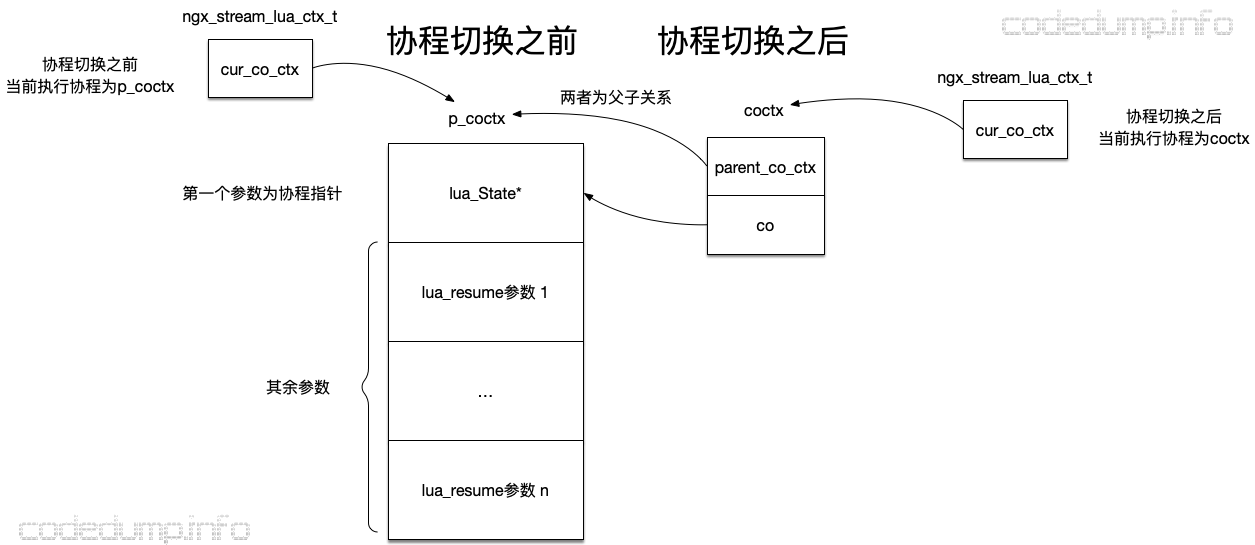 codedump.info
ngx_stream_lua_ctx_t
协程切换之前
协程切换之后
cur_co_ctx
协程切换之前
当前执行协程为p_coctx
ngx_stream_lua_ctx_t
两者为父子关系
p_coctx
coctx
cur_co_ctx
协程切换之后
当前执行协程为coctx
parent_co_ctx
第一个参数为协程指针
lua_State*
co
lua_resume参数 1
其余参数
...
lua_resume参数 n
codedump.info